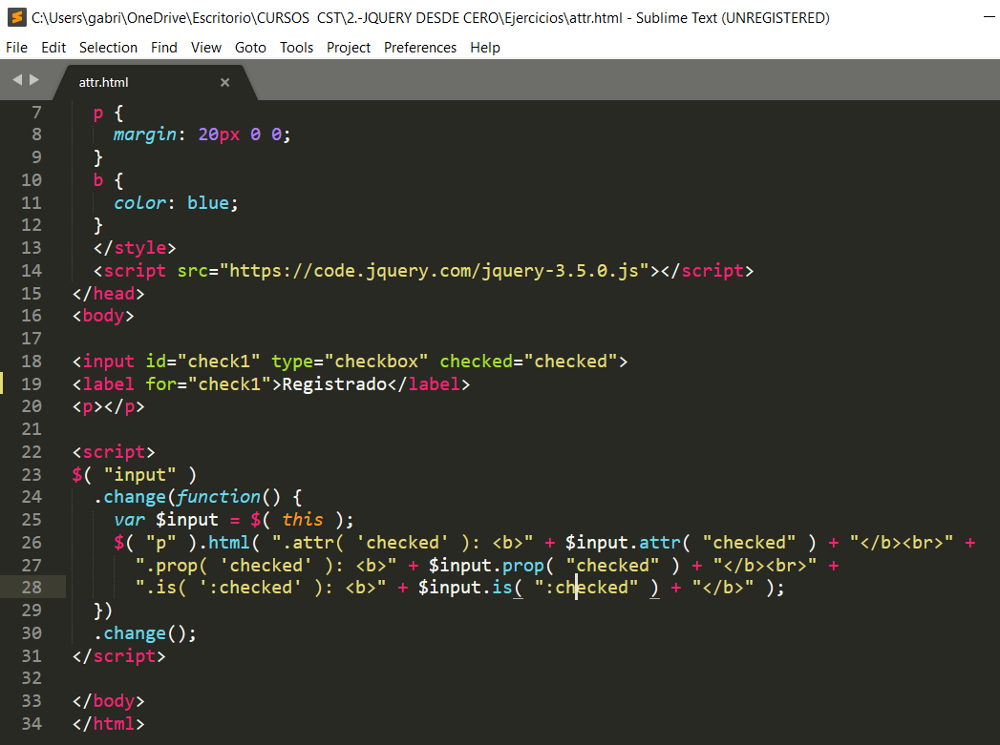 C:\Users\gabri\OneDrive\Escritorio\CURSOS  CST\2.-JQUERY DESDE CERO\Ejercicios\attr.html - Sublime Text (UNREGISTERED)
File Edit Selection Find View Goto Tools Project Preferences Help
attr.html ×
7   p {
8     margin: 20px 0 0;
9   }
10   b {
11     color: blue;
12   }
13   </style>
14   <script src="https://code.jquery.com/jquery-3.5.0.js"></script>
15 </head>
16 <body>
17
18 <input id="check1" type="checkbox" checked="checked">
19 <label for="check1">Registrado</label>
20 <p></p>
21
22 <script>
23 $( "input" )
24   .change(function() {
25     var $input = $( this );
26     $( "p" ).html( ".attr( 'checked' ): <b>" + $input.attr( "checked" ) + "</b><br>" +
27       ".prop( 'checked' ): <b>" + $input.prop( "checked" ) + "</b><br>" +
28       ".is( ':checked' ): <b>" + $input.is( ":checked" ) + "</b>" );
29   })
30   .change();
31 </script>
32
33 </body>
34 </html>